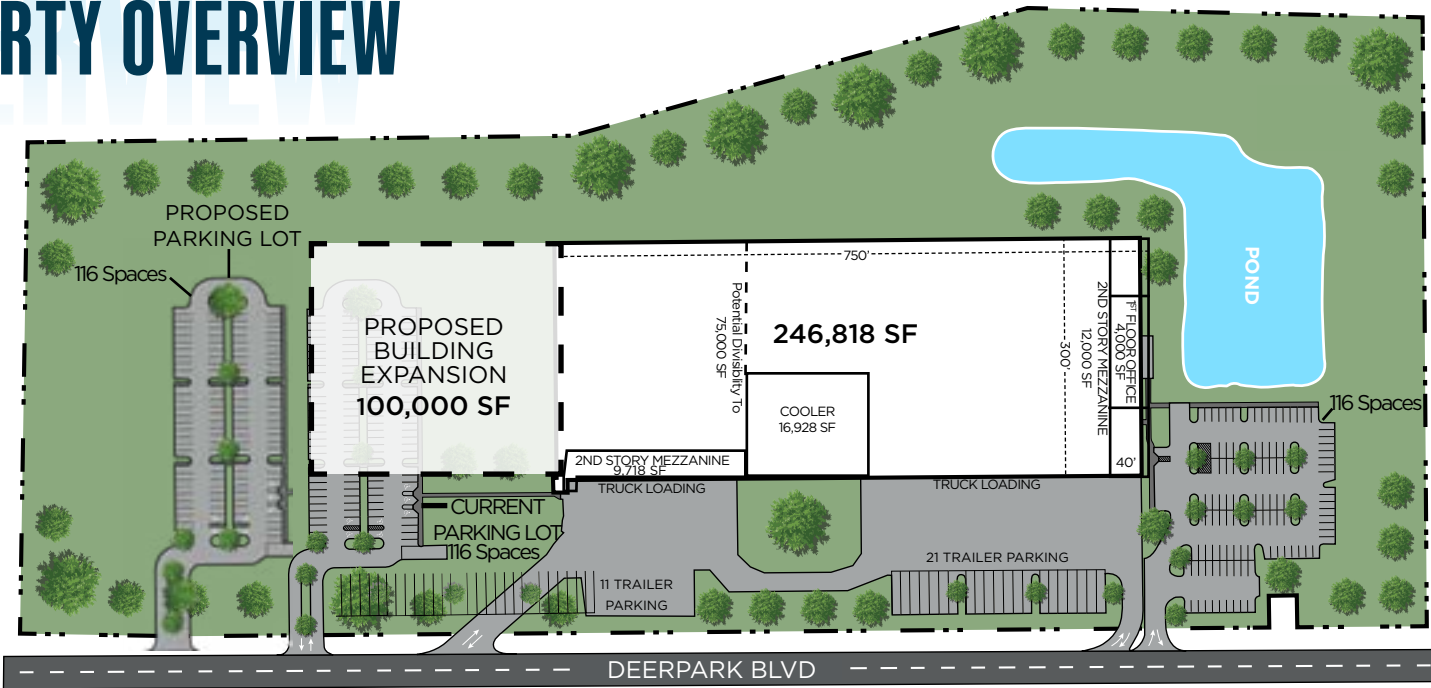 RTY OVERVIEW
PROPOSED
PARKING LOT
116 Spaces
PROPOSED
BUILDING
EXPANSION
100,000 SF
750'
Potential Divisiblity To
75,000 SF
246,818 SF
300'
2ND STORY MEZZANINE
12,000 SF
1ST FLOOR OFFICE
4,000 SF
40'
COOLER
16,928 SF
2ND STORY MEZZANINE
9,718 SF
TRUCK LOADING
TRUCK LOADING
POND
116 Spaces
CURRENT
PARKING LOT
116 Spaces
11 TRAILER
PARKING
21 TRAILER PARKING
DEERPARK BLVD